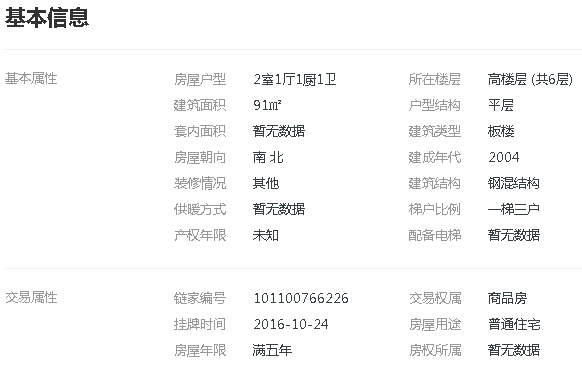 基本信息
基本属性 房屋户型 2室1厅1厨1卫 所在楼层 高楼层 (共6层)
建筑面积 91㎡ 户型结构 平层
套内面积 暂无数据 建筑类型 板楼
房屋朝向 南 北 建成年代 2004
装修情况 其他 建筑结构 钢混结构
供暖方式 暂无数据 梯户比例 一梯三户
产权年限 未知 配备电梯 暂无数据
交易属性 链家编号 101100766226 交易权属 商品房
挂牌时间 2016-10-24 房屋用途 普通住宅
房屋年限 满五年 房权所属 暂无数据